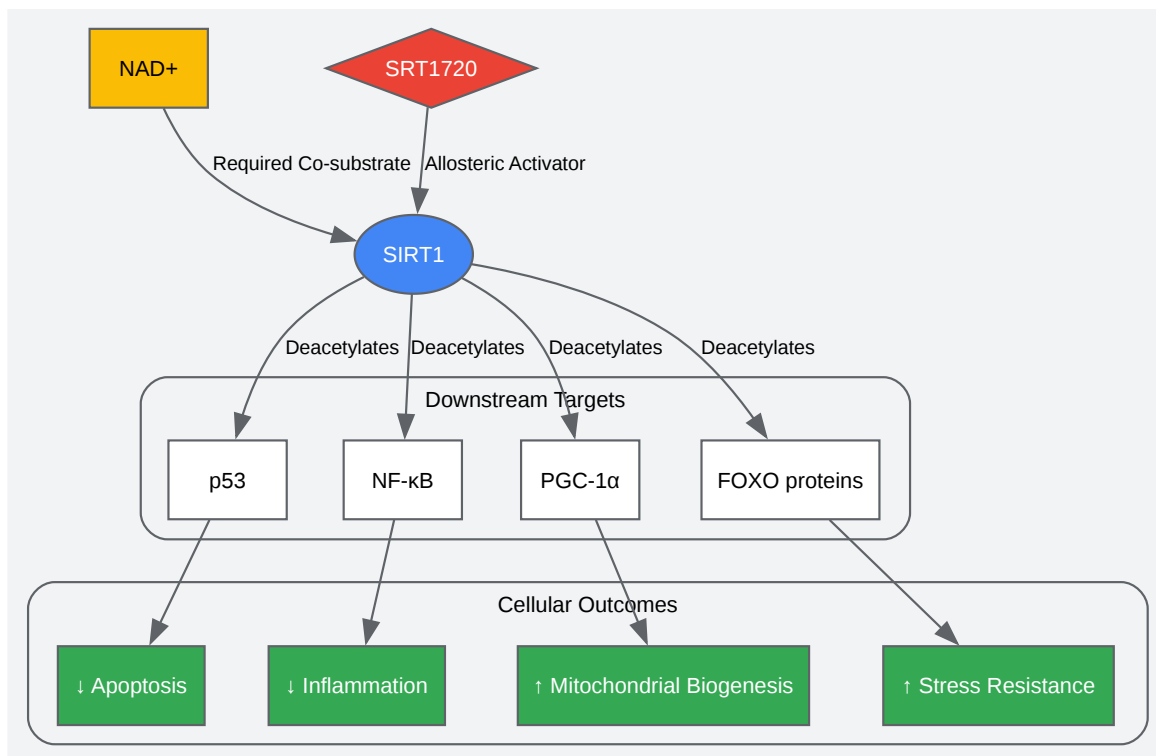 NAD+
SRT1720
Required Co-substrate
Allosteric Activator
SIRT1
Deacetylates
Deacetylates
Deacetylates
Deacetylates
Downstream Targets
p53
NF-κB
PGC-1α
FOXO proteins
Cellular Outcomes
↓ Apoptosis
↓ Inflammation
↑ Mitochondrial Biogenesis
↑ Stress Resistance